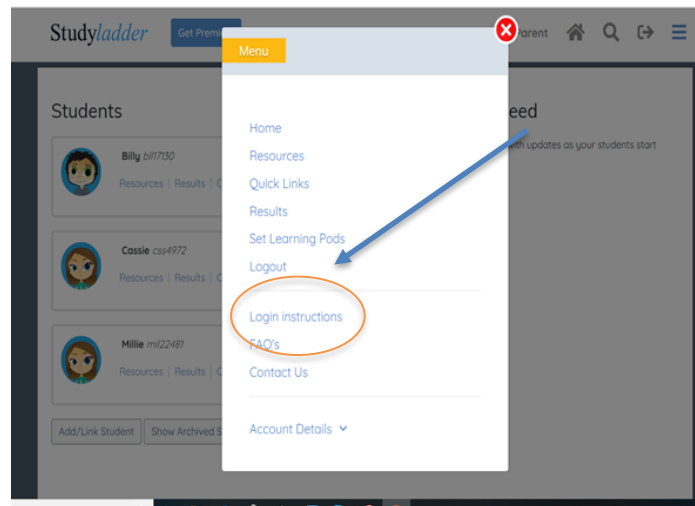 Studyladder
Get Premi
Menu
Parent
Students
eed
Billy bill7130
Resources | Results | C
ith updates as your students start
Cassie css4972
Resources | Results | C
Millie mil22481
Resources | Results | C
Add/Link Student
Show Archived S
Home
Resources
Quick Links
Results
Set Learning Pods
Logout
Login instructions
FAQ's
Contact Us
Account Details